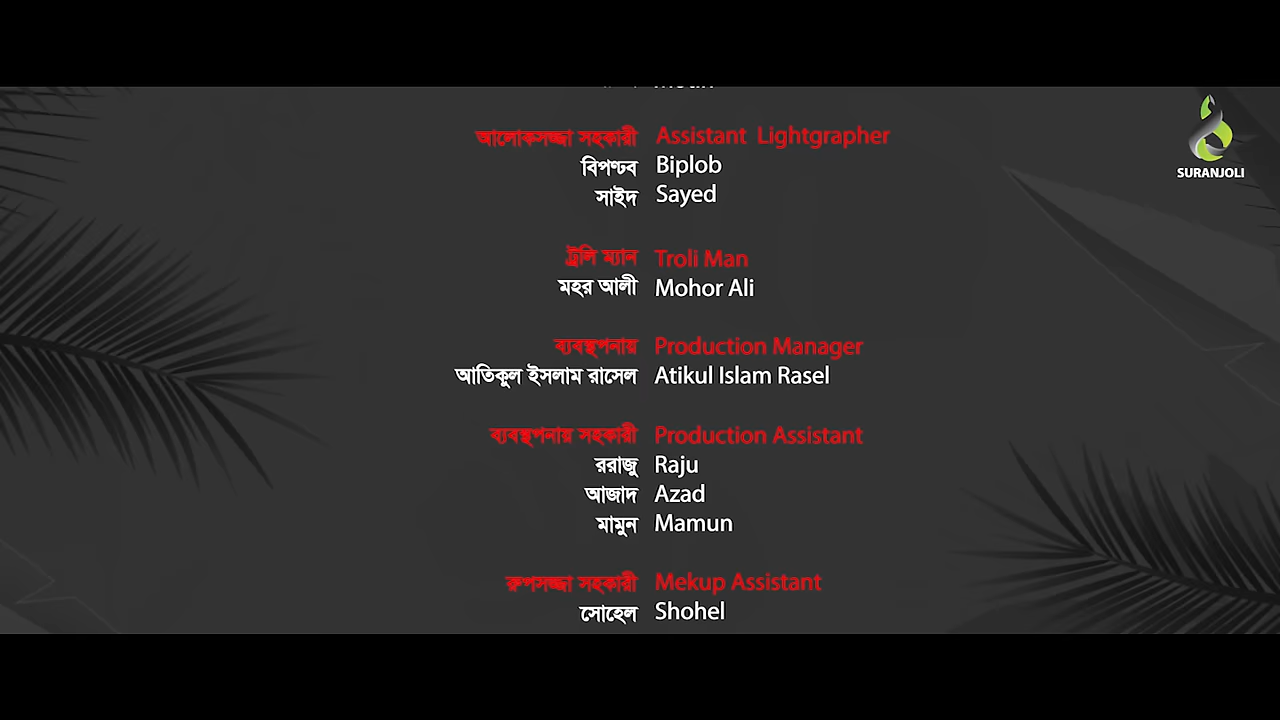 আলোকসজ্জা সহকারী Assistant Lightgrapher
বিপণ্ঢব Biplob
সাইদ Sayed
ট্রলি ম্যান Troli Man
মহর আলী Mohor Ali
ব্যবস্থপনায় Production Manager
আতিকুল ইসলাম রাসেল Atikul Islam Rasel
ব্যবস্থপনায় সহকারী Production Assistant
ররাজু Raju
আজাদ Azad
মামুন Mamun
রুপসজ্জা সহকারী Mekup Assistant
সোহেল Shohel
SURANJOLI